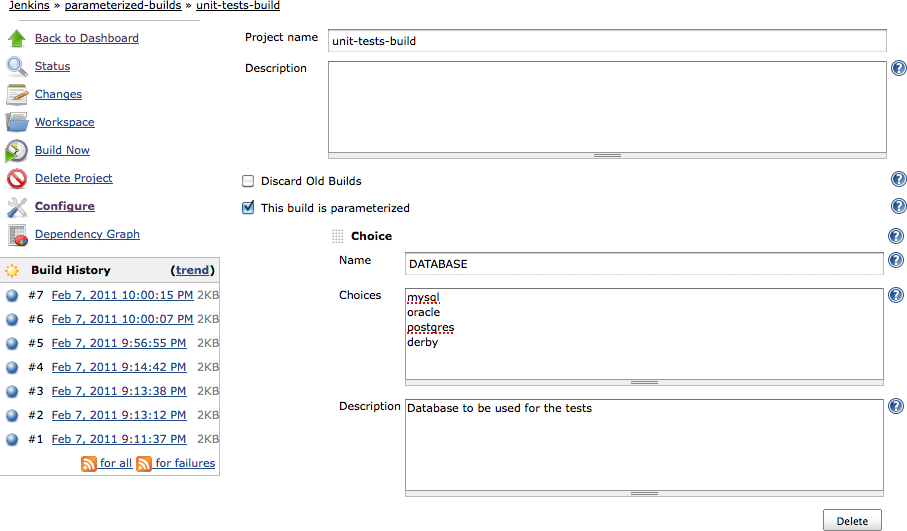 Jenkins » parameterized-builds » unit-tests-build
Back to Dashboard
Status
Changes
Workspace
Build Now
Delete Project
Configure
Dependency Graph
Build History (trend)
#7 Feb 7, 2011 10:00:15 PM 2KB
#6 Feb 7, 2011 10:00:07 PM 2KB
#5 Feb 7, 2011 9:56:55 PM 2KB
#4 Feb 7, 2011 9:14:42 PM 2KB
#3 Feb 7, 2011 9:13:38 PM 2KB
#2 Feb 7, 2011 9:13:12 PM 2KB
#1 Feb 7, 2011 9:11:37 PM 2KB
for all for failures
Project name unit-tests-build
Description
Discard Old Builds
This build is parameterized
Choice
Name DATABASE
Choices mysql
oracle
postgres
derby
Description Database to be used for the tests
Delete